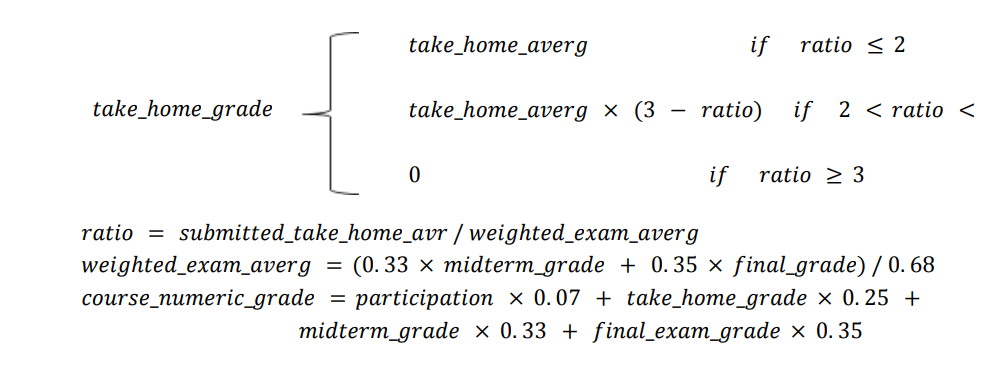 take_home_averg if ratio ≤ 2
take_home_grade take_home_averg × (3 − ratio) if 2 < ratio <
0 if ratio ≥ 3
ratio = submitted_take_home_avr / weighted_exam_averg
weighted_exam_averg = (0.33 × midterm_grade + 0.35 × final_grade) / 0.68
course_numeric_grade = participation × 0.07 + take_home_grade × 0.25 +
midterm_grade × 0.33 + final_exam_grade × 0.35